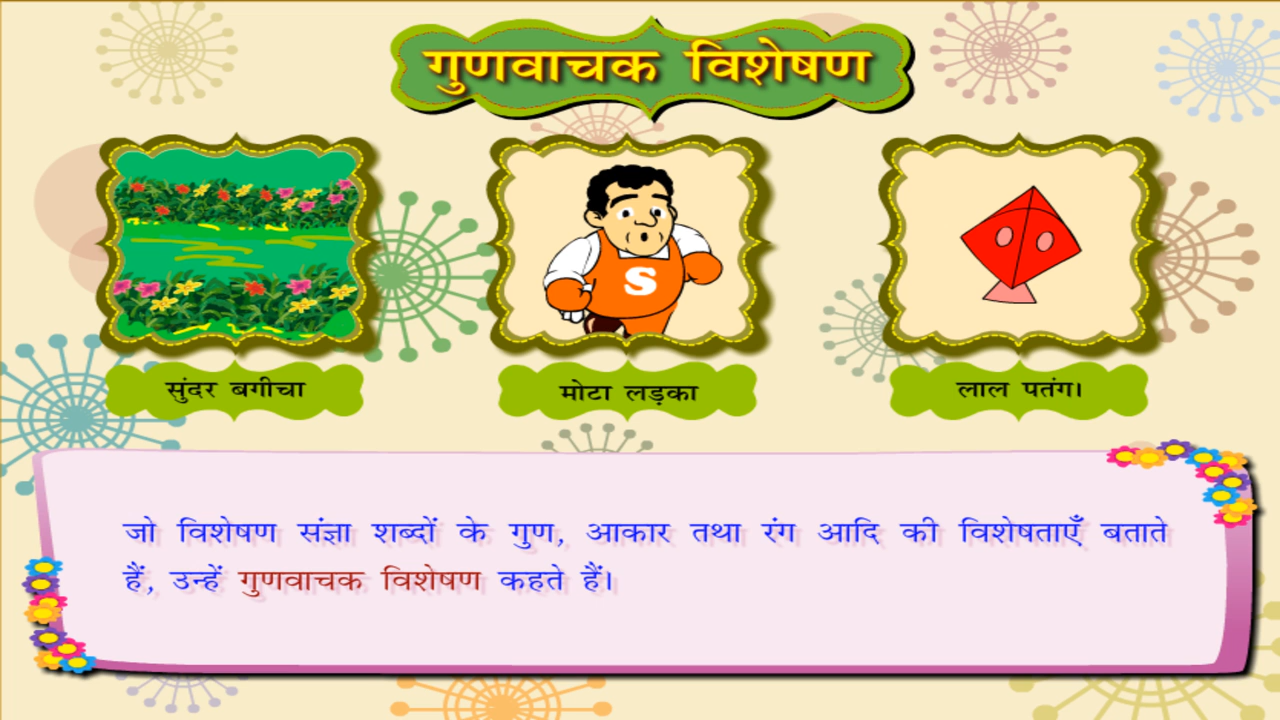 गुणवाचक विशेषण
S
सुंदर बगीचा
मोटा लड़का
लाल पतंग।
जो विशेषण संज्ञा शब्दों के गुण, आकार तथा रंग आदि की विशेषताएँ बताते
हैं, उन्हें गुणवाचक विशेषण कहते हैं।